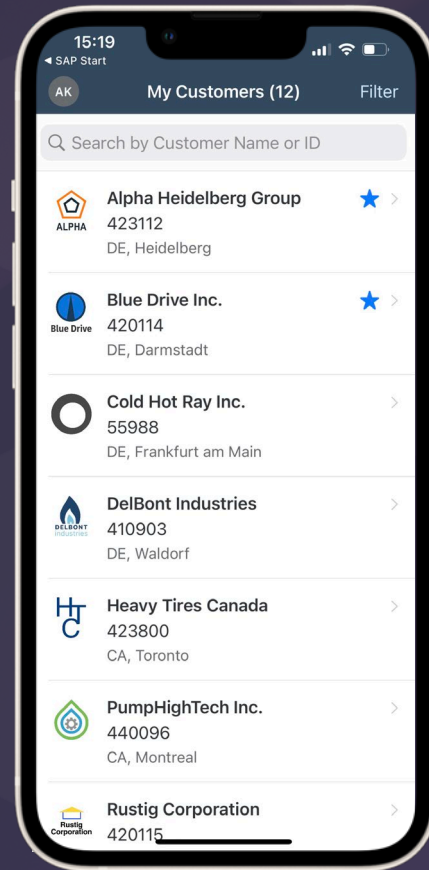 15:19
◀ SAP Start
AK
My Customers (12)
Filter
Search by Customer Name or ID
ALPHA
Alpha Heidelberg Group
423112
DE, Heidelberg
Blue Drive
Blue Drive Inc.
420114
DE, Darmstadt
Cold Hot Ray Inc.
55988
DE, Frankfurt am Main
DELBONT
industries
DelBont Industries
410903
DE, Waldorf
HTC
Heavy Tires Canada
423800
CA, Toronto
PumpHighTech Inc.
440096
CA, Montreal
Rustig
Corporation
Rustig Corporation
420115